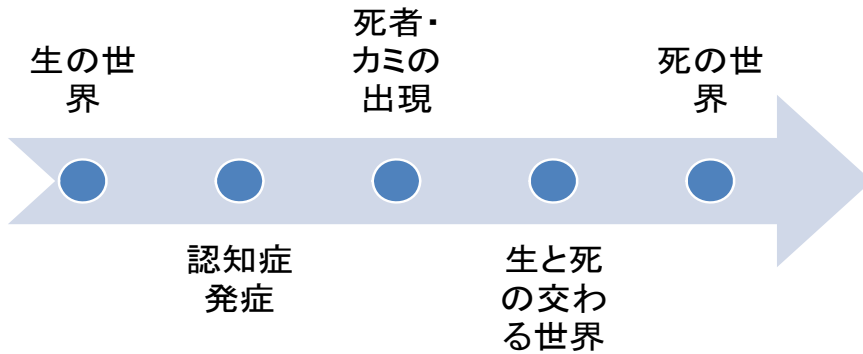 生の世
界
認知症
発症
死者・
カミの
出現
生と死
の交わ
る世界
死の世
界